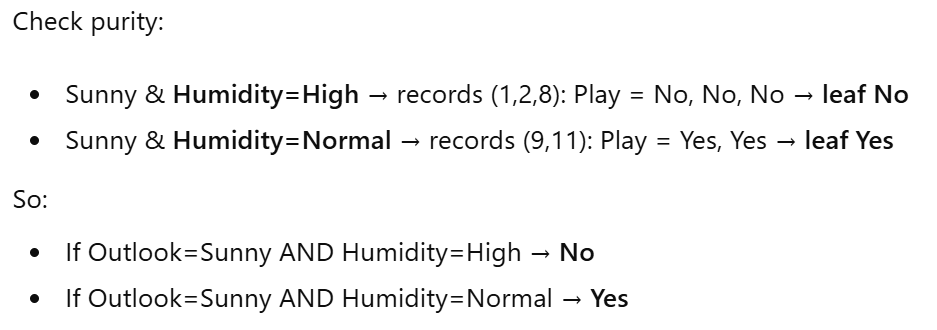 Check purity:
• Sunny & Humidity=High → records (1,2,8): Play = No, No, No → leaf No
• Sunny & Humidity=Normal → records (9,11): Play = Yes, Yes → leaf Yes
So:
• If Outlook=Sunny AND Humidity=High → No
• If Outlook=Sunny AND Humidity=Normal → Yes